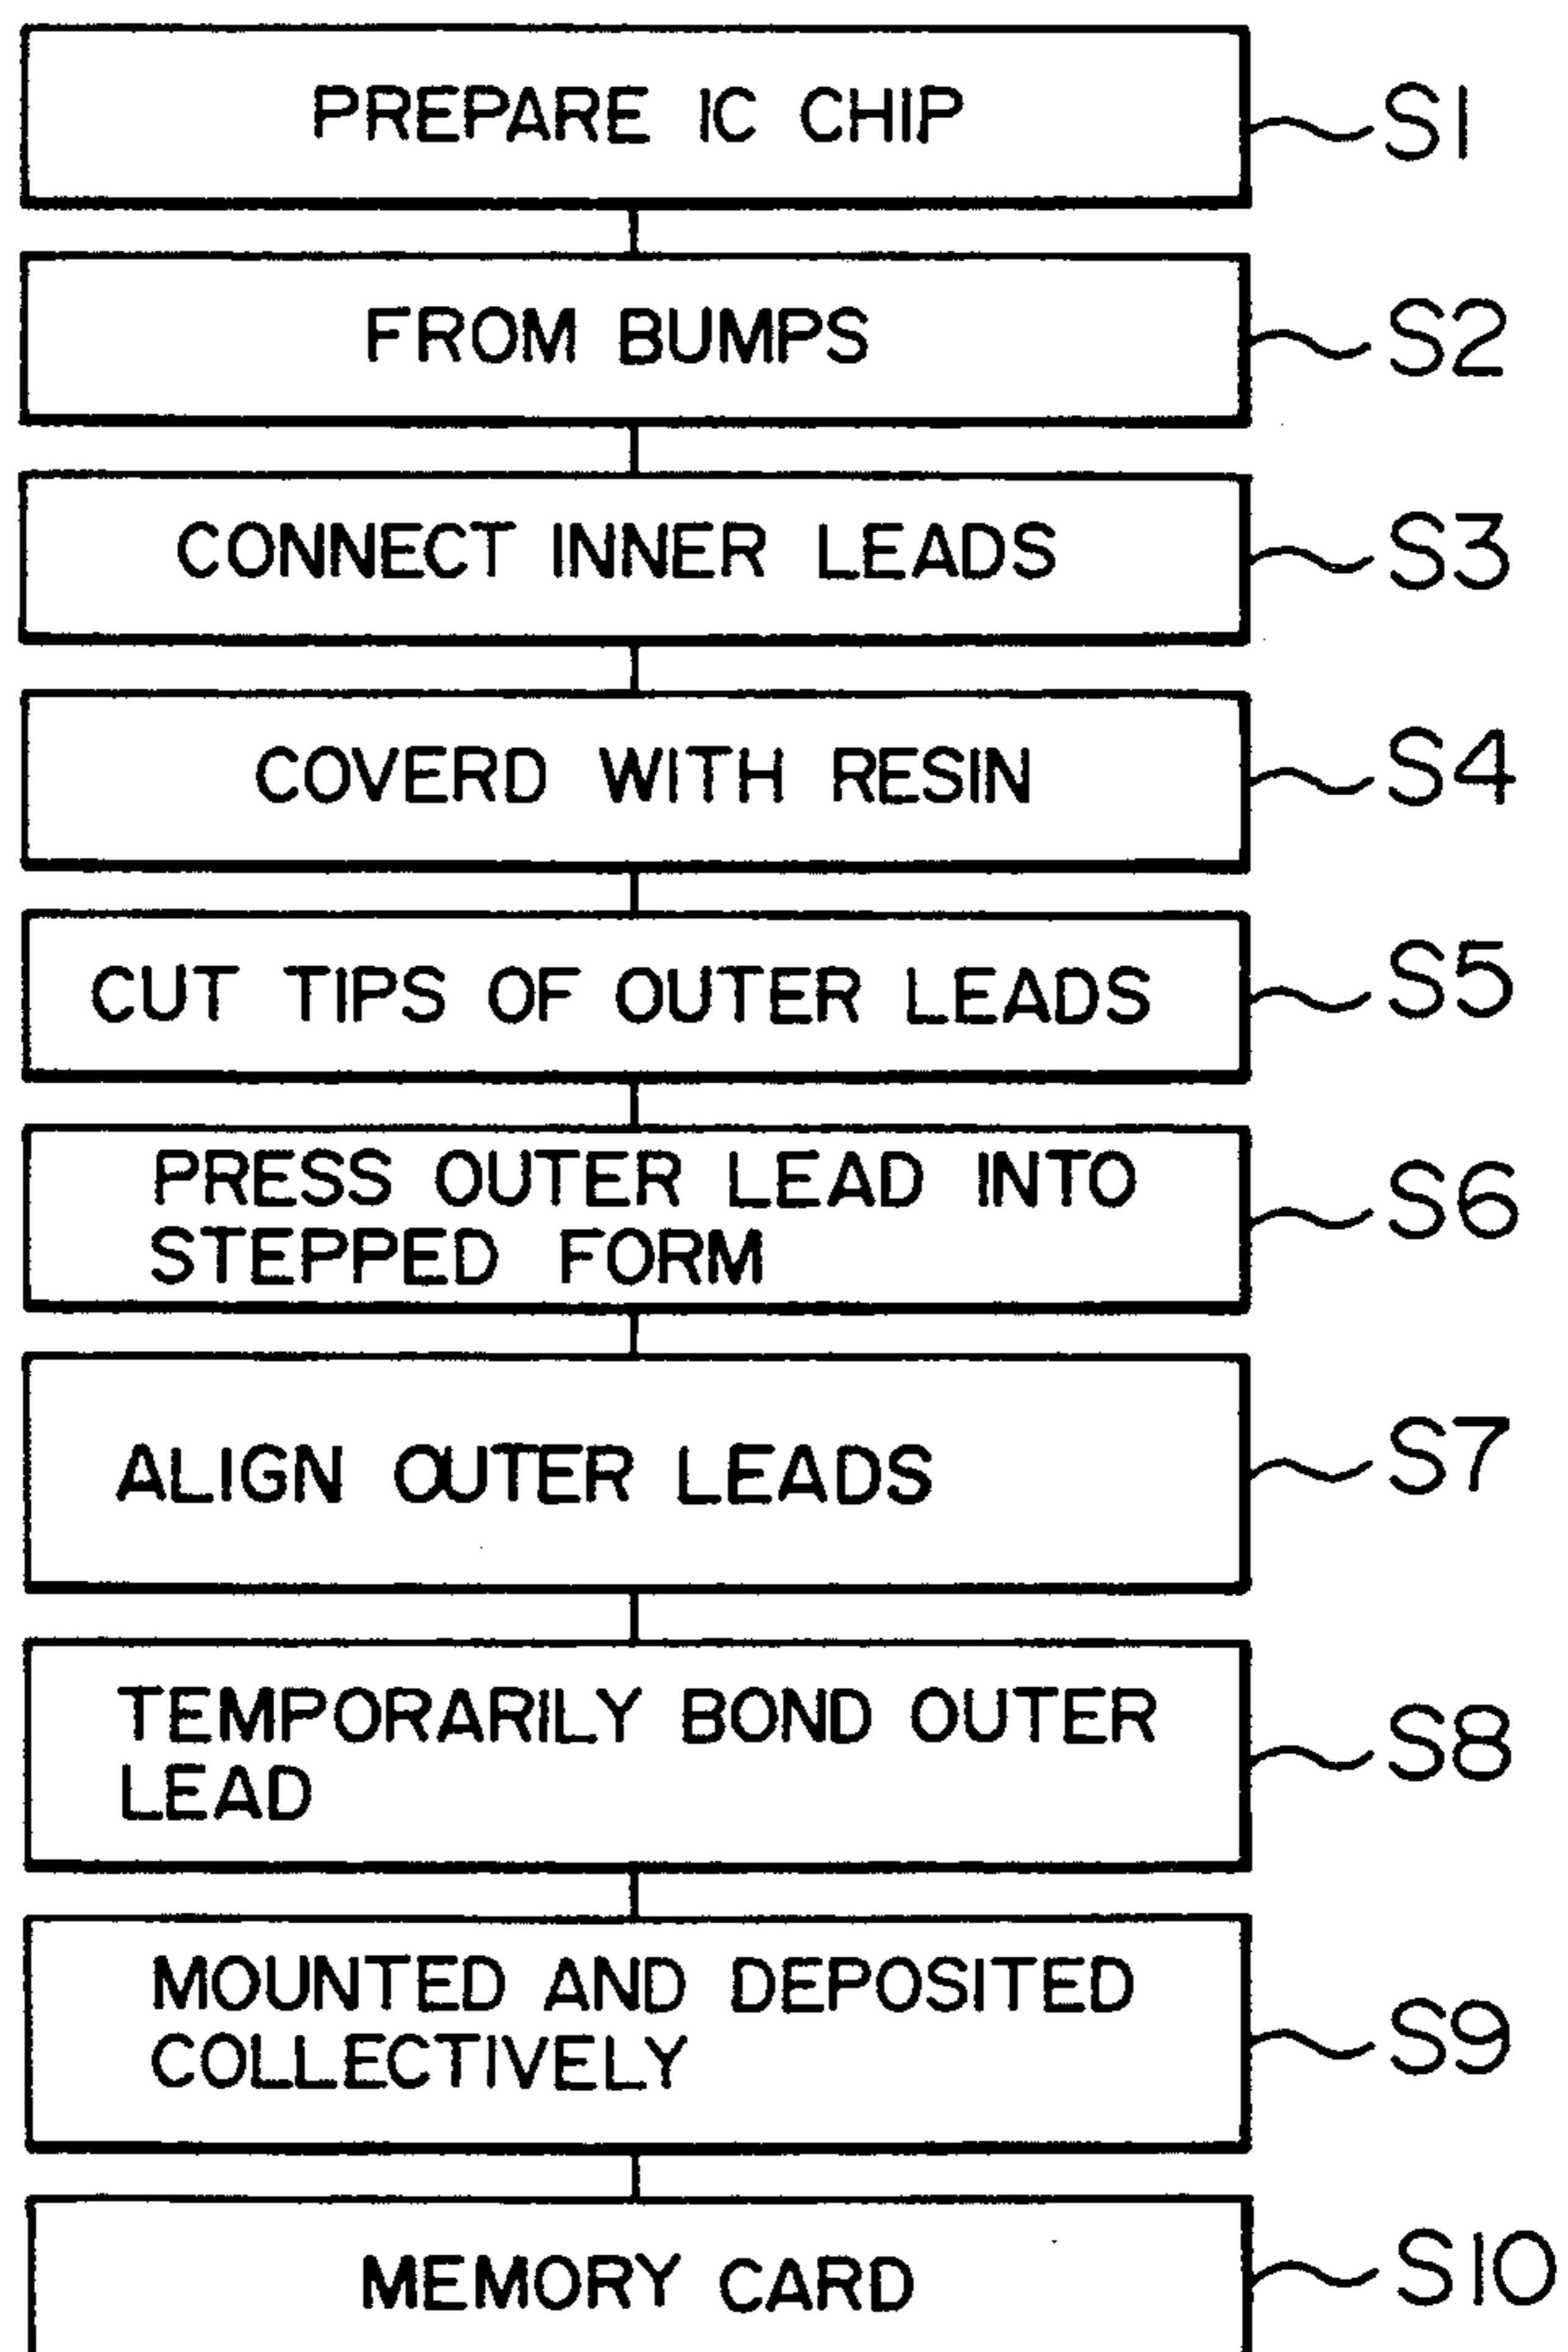 PREPARE IC CHIP
S1
FROM BUMPS
S2
CONNECT INNER LEADS
S3
COVERD WITH RESIN
S4
CUT TIPS OF OUTER LEADS
S5
PRESS OUTER LEAD INTO
STEPPED FORM
S6
ALIGN OUTER LEADS
S7
TEMPORARILY BOND OUTER
LEAD
S8
MOUNTED AND DEPOSITED
COLLECTIVELY
S9
MEMORY CARD
S10